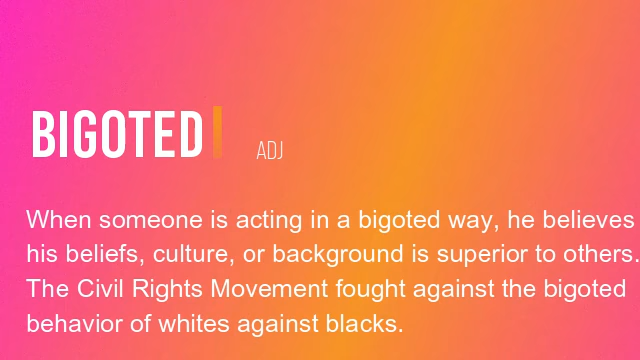 BIGOTED ADJ
When someone is acting in a bigoted way, he believes
his beliefs, culture, or background is superior to others.
The Civil Rights Movement fought against the bigoted
behavior of whites against blacks.